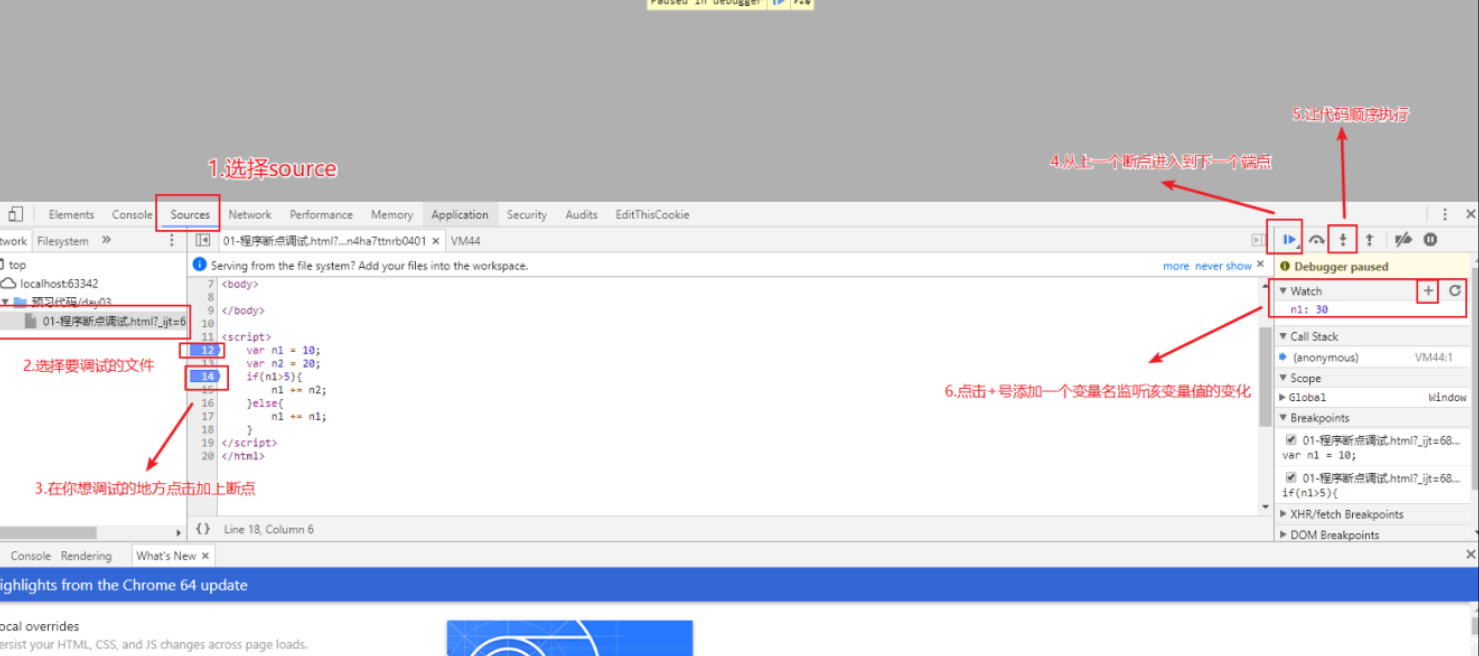 Paused in debugger
5.让代码顺序执行
4.从上一个断点进入到下一个端点
1.选择source
Elements Console Sources Network Performance Memory Application Security Audits EditThisCookie
twork Filesystem »
01-程序断点调试.html?...n4ha7ttnrb0401 × VM44
top
Serving from the file system? Add your files into the workspace. more never show ×
Debugger paused
localhost:63342
预习代码/day03
01-程序断点调试.html?_ijt=6
2.选择要调试的文件
3.在你想调试的地方点击加上断点
7 <body>
8
9 </body>
10
11 <script>
12 var n1 = 10;
13 var n2 = 20;
14 if(n1>5){
15 n1 += n2;
16 }else{
17 n1 += n1;
18 }
19 </script>
20 </html>
6.点击+号添加一个变量名监听该变量值的变化
Watch
n1: 30
Call Stack
(anonymous) VM44:1
Scope
Global Window
Breakpoints
01-程序断点调试.html?_ijt=68...
var n1 = 10;
01-程序断点调试.html?_ijt=68...
if(n1>5){
XHR/fetch Breakpoints
DOM Breakpoints
{} Line 18, Column 6
Console Rendering What's New ×
ighlights from the Chrome 64 update
ocal overrides
ersist your HTML, CSS, and JS changes across page loads.